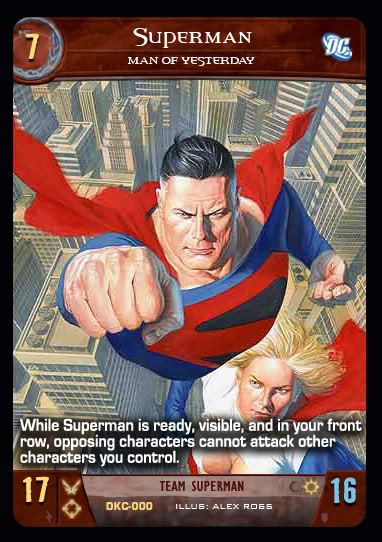 7
Superman
MAN OF YESTERDAY
DC
While Superman is ready, visible, and in your front
row, opposing characters cannot attack other
characters you control.
17
TEAM SUPERMAN
16
DKC-000 ILLUS: ALEX ROSS